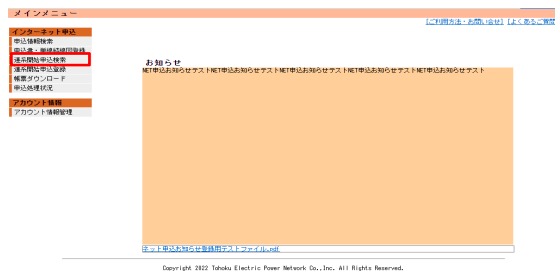 メインメニュー
[ご利用方法・お問い合せ] [よくあるご質問
インターネット申込
申込情報検索
申込書・単線結線図登録
連系開始申込検索
連系開始申込登録
帳票ダウンロード
申込処理状況
アカウント情報
アカウント情報管理
お知らせ
NET申込お知らせテストNET申込お知らせテストNET申込お知らせテストNET申込お知らせテストNET申込お知らせテスト
ネット申込お知らせ登録用テストファイル.pdf
Copyright 2022 Tohoku Electric Power Network Co.,Inc. All Rights Reserved.